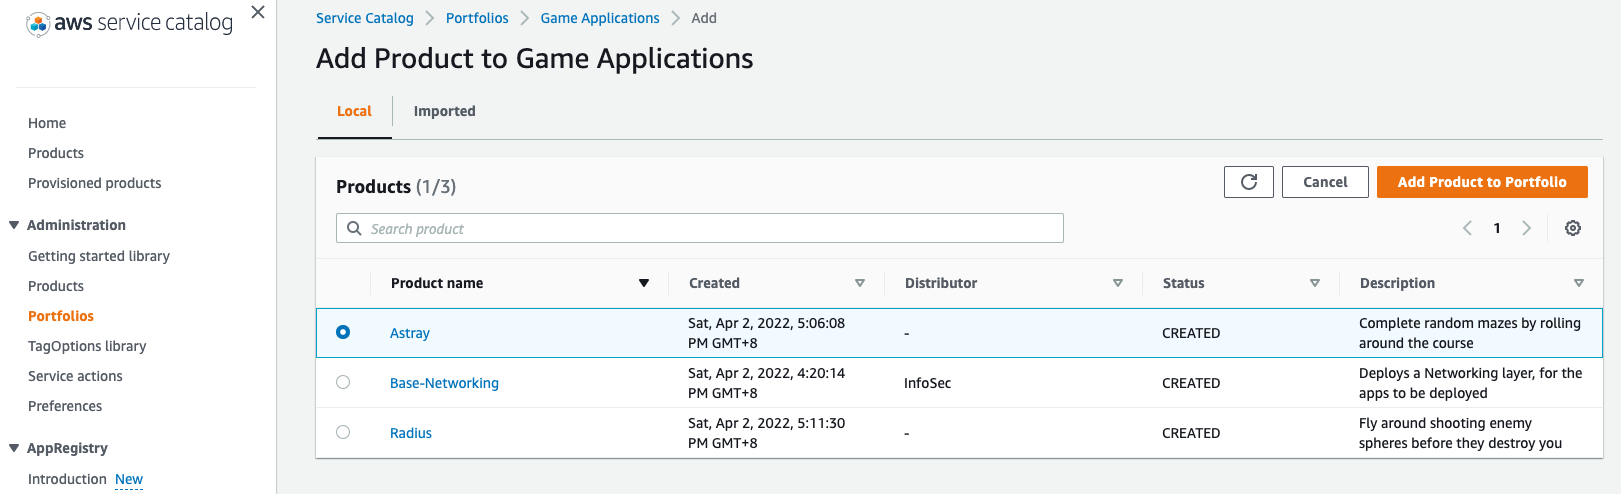 aws service catalog
Home
Products
Provisioned products
Administration
Getting started library
Products
Portfolios
TagOptions library
Service actions
Preferences
AppRegistry
Introduction New
Service Catalog Portfolios Game Applications Add
Add Product to Game Applications
Local Imported
Products (1/3)
Cancel
Add Product to Portfolio
Search product
1
Product name Created Distributor Status Description
Astray Sat, Apr 2, 2022, 5:06:08 - CREATED Complete random mazes by rolling
PM GMT+8 around the course
Base-Networking Sat, Apr 2, 2022, 4:20:14 InfoSec CREATED Deploys a Networking layer, for the
PM GMT+8 apps to be deployed
Radius Sat, Apr 2, 2022, 5:11:30 - CREATED Fly around shooting enemy
PM GMT+8 spheres before they destroy you